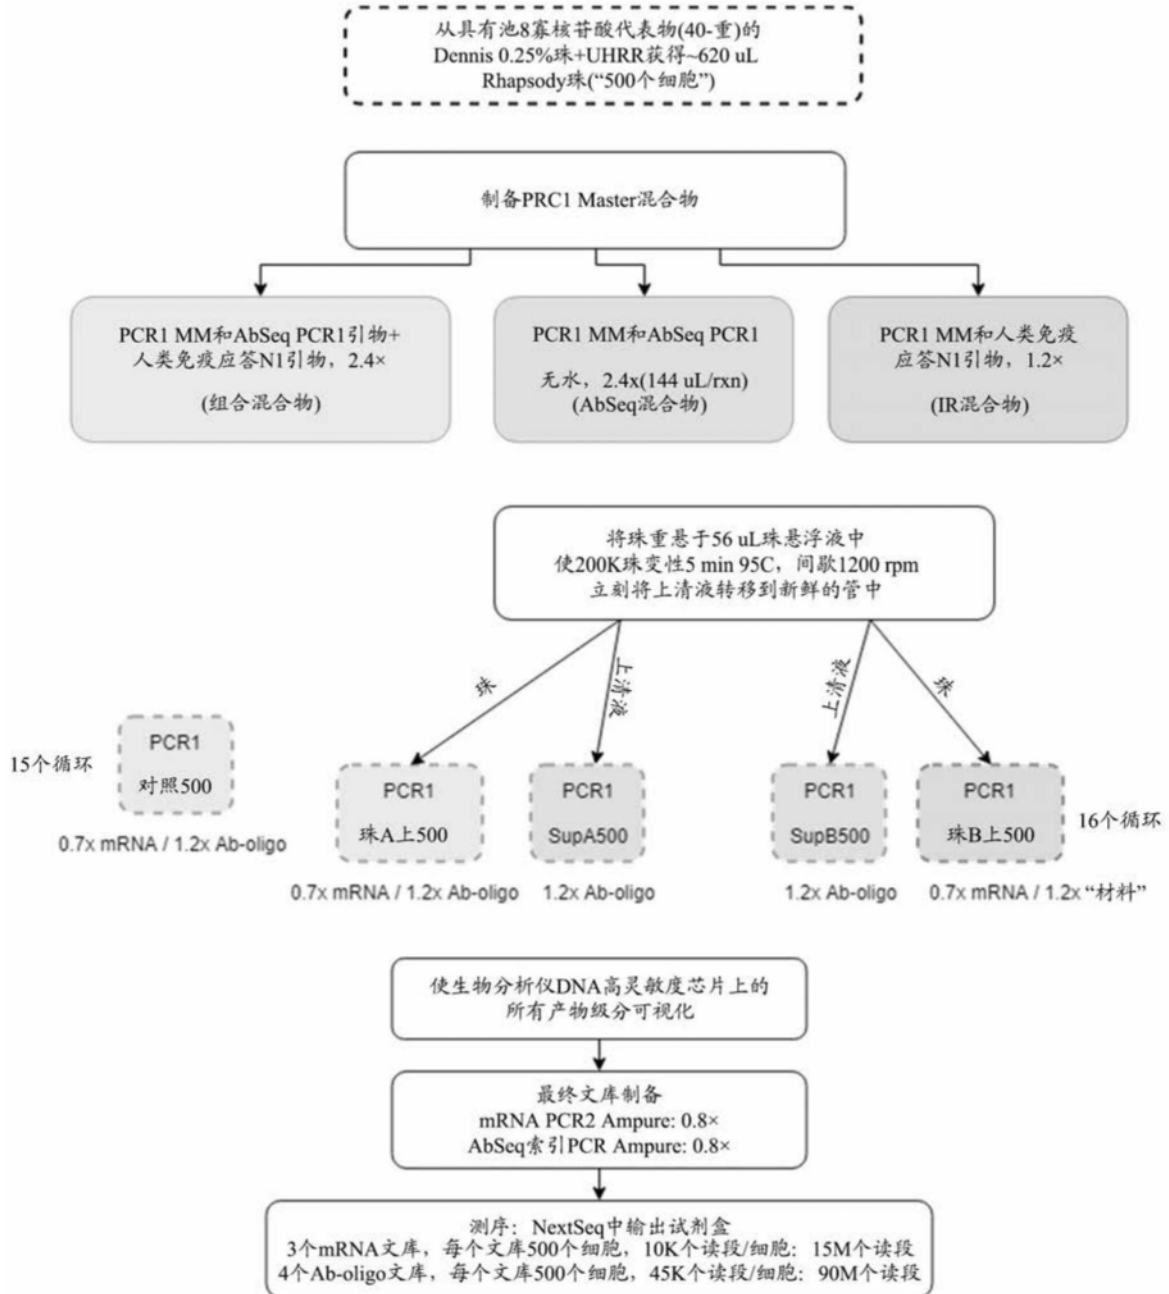 从具有池8寡核苷酸代表物(40-重)的
Dennis 0.25%珠+UHRR获得~620 uL
Rhapsody珠(“500个细胞”)
制备PRC1 Master混合物
PCR1 MM和AbSeq PCR1引物+
人类免疫应答N1引物，2.4×
(组合混合物)
PCR1 MM和AbSeq PCR1
无水，2.4x(144 uL/rxn)
(AbSeq混合物)
PCR1 MM和人类免疫
应答N1引物，1.2×
(IR混合物)
将珠重悬于56 uL珠悬浮液中
使200K珠变性5 min 95C，间歇1200 rpm
立刻将上清液转移到新鲜的管中
珠
上清液
上清液
珠
15个循环
PCR1
对照500
0.7x mRNA / 1.2x Ab-oligo
PCR1
珠A上500
0.7x mRNA / 1.2x Ab-oligo
PCR1
SupA500
1.2x Ab-oligo
PCR1
SupB500
1.2x Ab-oligo
PCR1
珠B上500
16个循环
0.7x mRNA / 1.2x “材料”
使生物分析仪DNA高灵敏度芯片上的
所有产物级分可视化
最终文库制备
mRNA PCR2 Ampure: 0.8×
AbSeq索引PCR Ampure: 0.8×
测序：NextSeq中输出试剂盒
3个mRNA文库，每个文库500个细胞，10K个读段/细胞：15M个读段
4个Ab-oligo文库，每个文库500个细胞，45K个读段/细胞：90M个读段